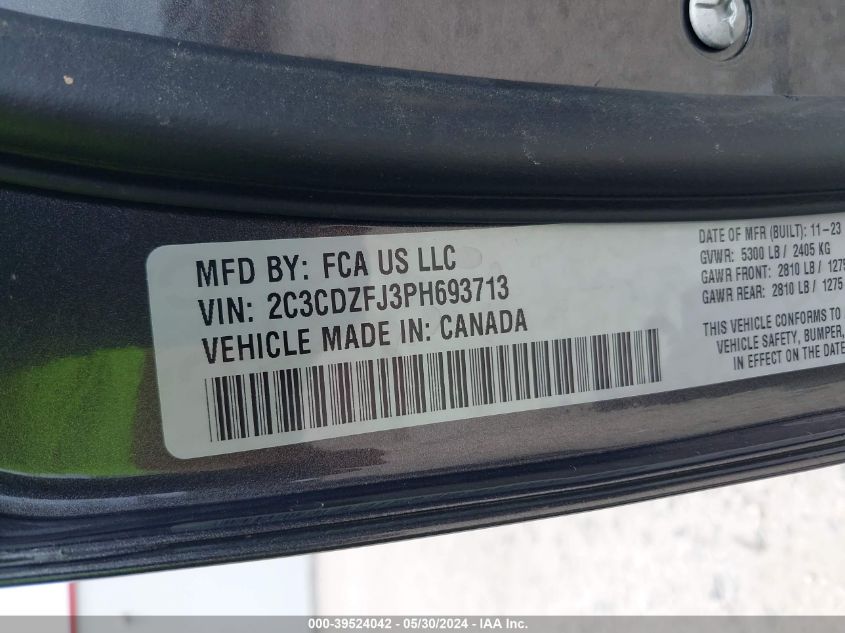 MFD BY: FCA US LLC
VIN: 2C3CDZFJ3PH693713
VEHICLE MADE IN: CANADA
DATE OF MFR (BUILT): 11-23
GVWR: 5300 LB / 2405 KG
GAWR FRONT: 2810 LB / 1275
GAWR REAR: 2810 LB / 1275
THIS VEHICLE CONFORMS TO
VEHICLE SAFETY, BUMPER,
IN EFFECT ON THE DATE
000-39524042 - 05/30/2024 - IAA Inc.